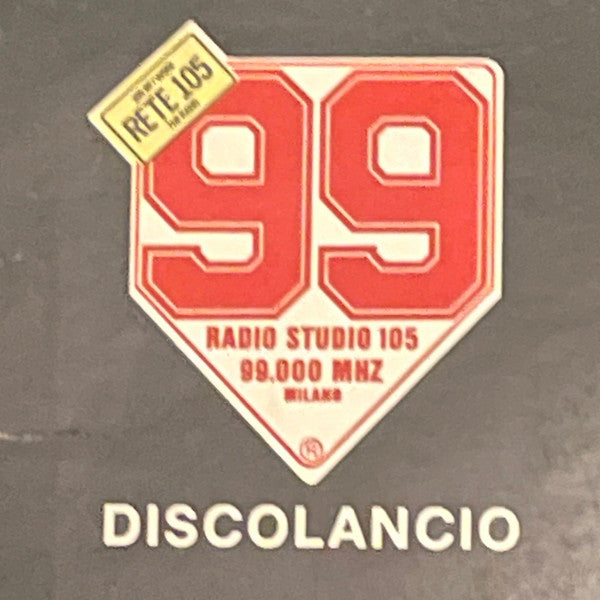 RETE 105
99
RADIO STUDIO 105
99.000 MHZ
MILANO
R
DISCOLANCIO